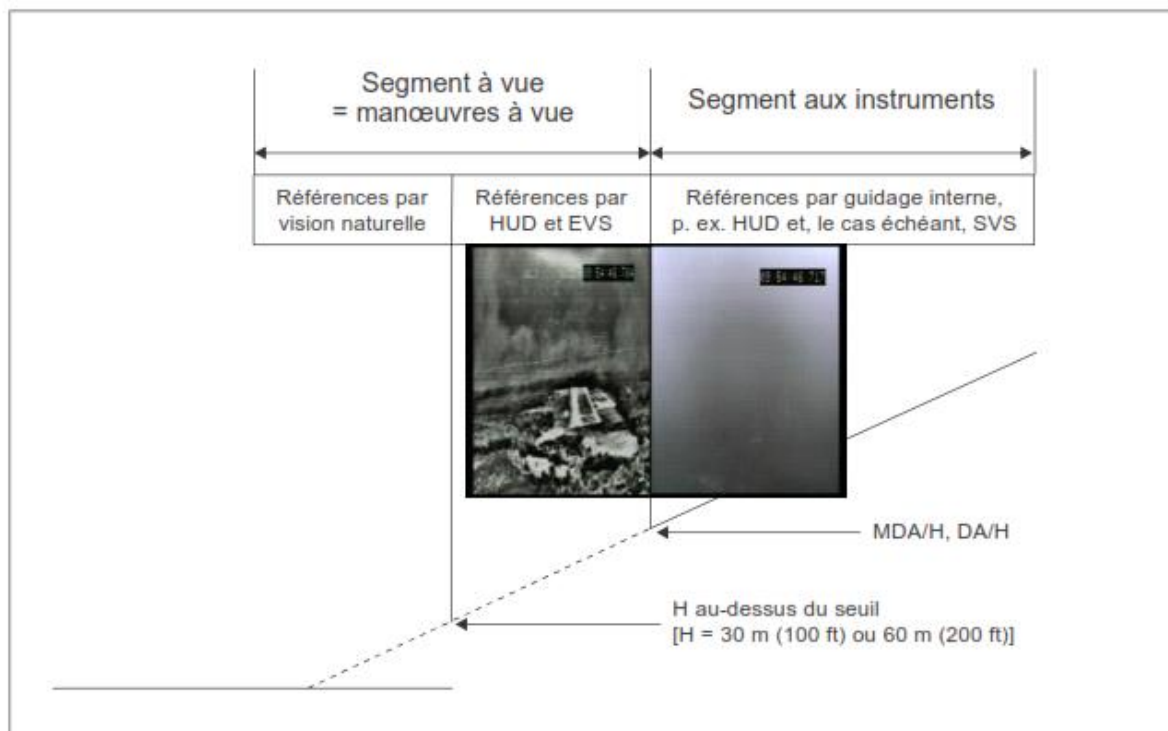 Segment à vue
= manœuvres à vue
Segment aux instruments
Références par
vision naturelle
Références par
HUD et EVS
Références par guidage interne,
p. ex. HUD et, le cas échéant, SVS
MDA/H, DA/H
H au-dessus du seuil
[H = 30 m (100 ft) ou 60 m (200 ft)]